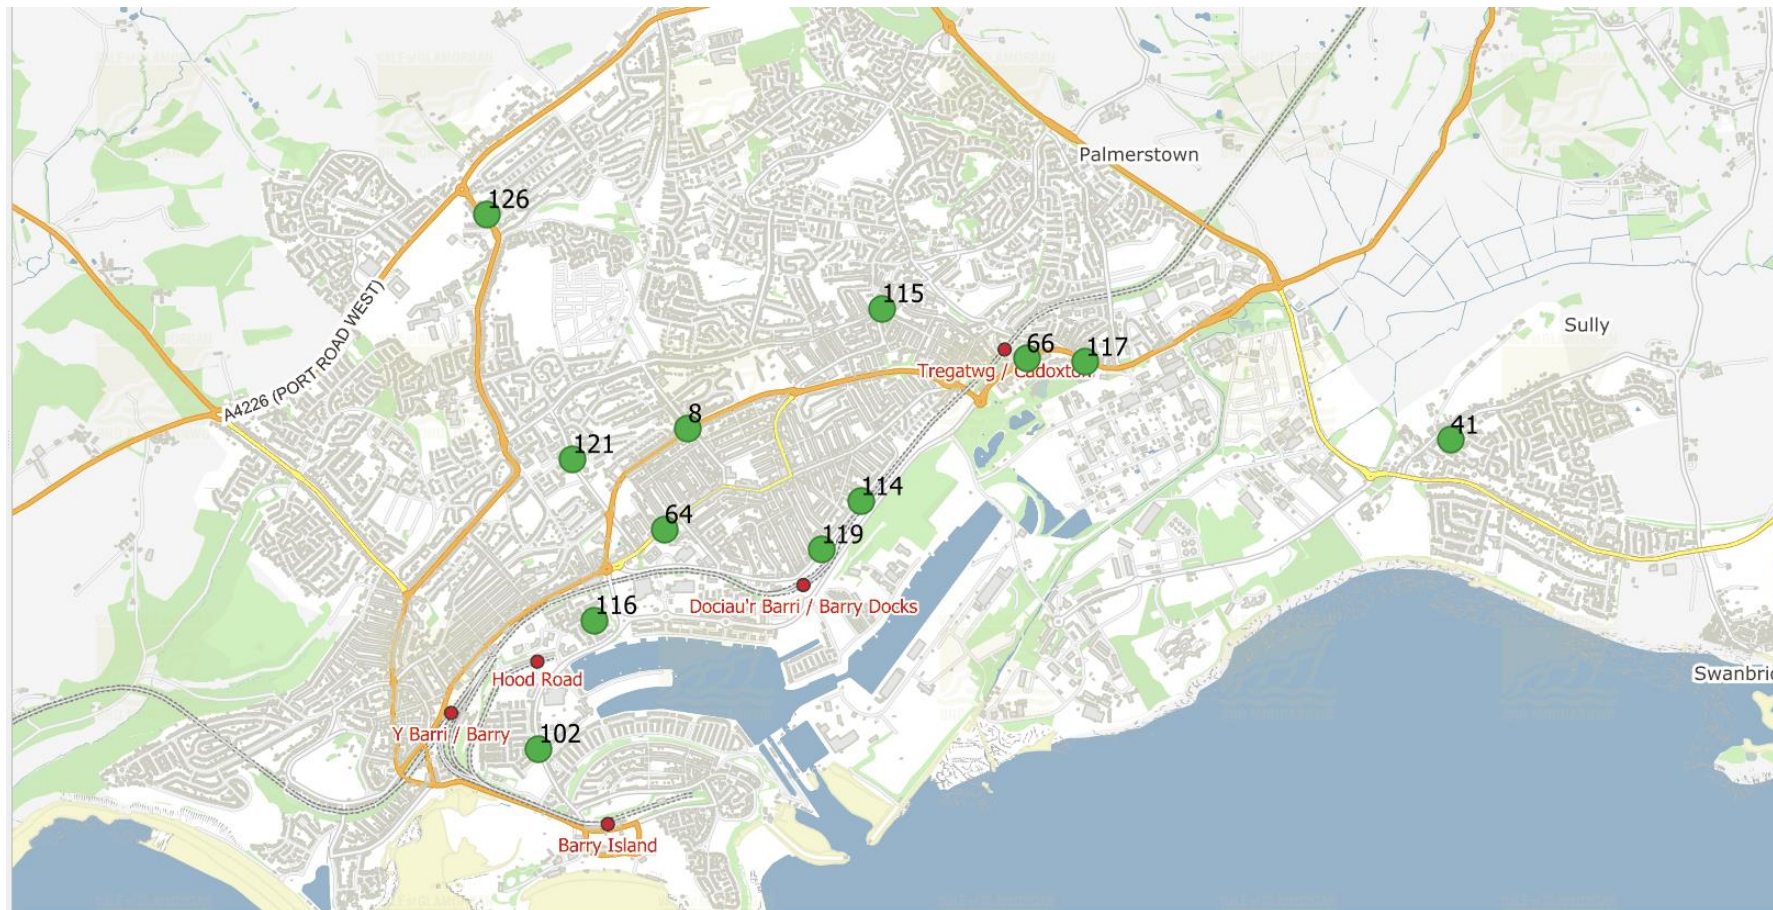 Palmerstown
126
A4226 (PORT ROAD WEST)
115
Sully
66
117
Tregatwg / Cadoxton
8
41
121
114
64
119
Dociau'r Barri / Barry Docks
116
Hood Road
Swanbri
Y Barri / Barry
102
Barry Island